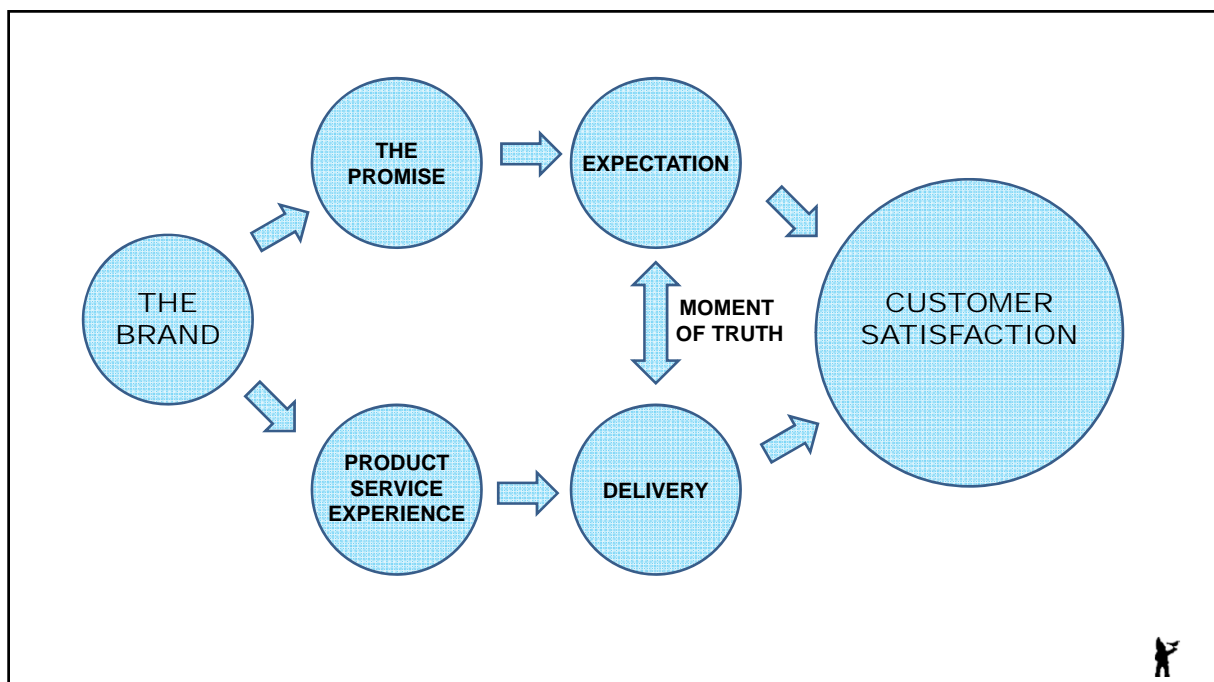 THE
PROMISE
EXPECTATION
THE
BRAND
MOMENT
OF TRUTH
CUSTOMER
SATISFACTION
PRODUCT
SERVICE
EXPERIENCE
DELIVERY